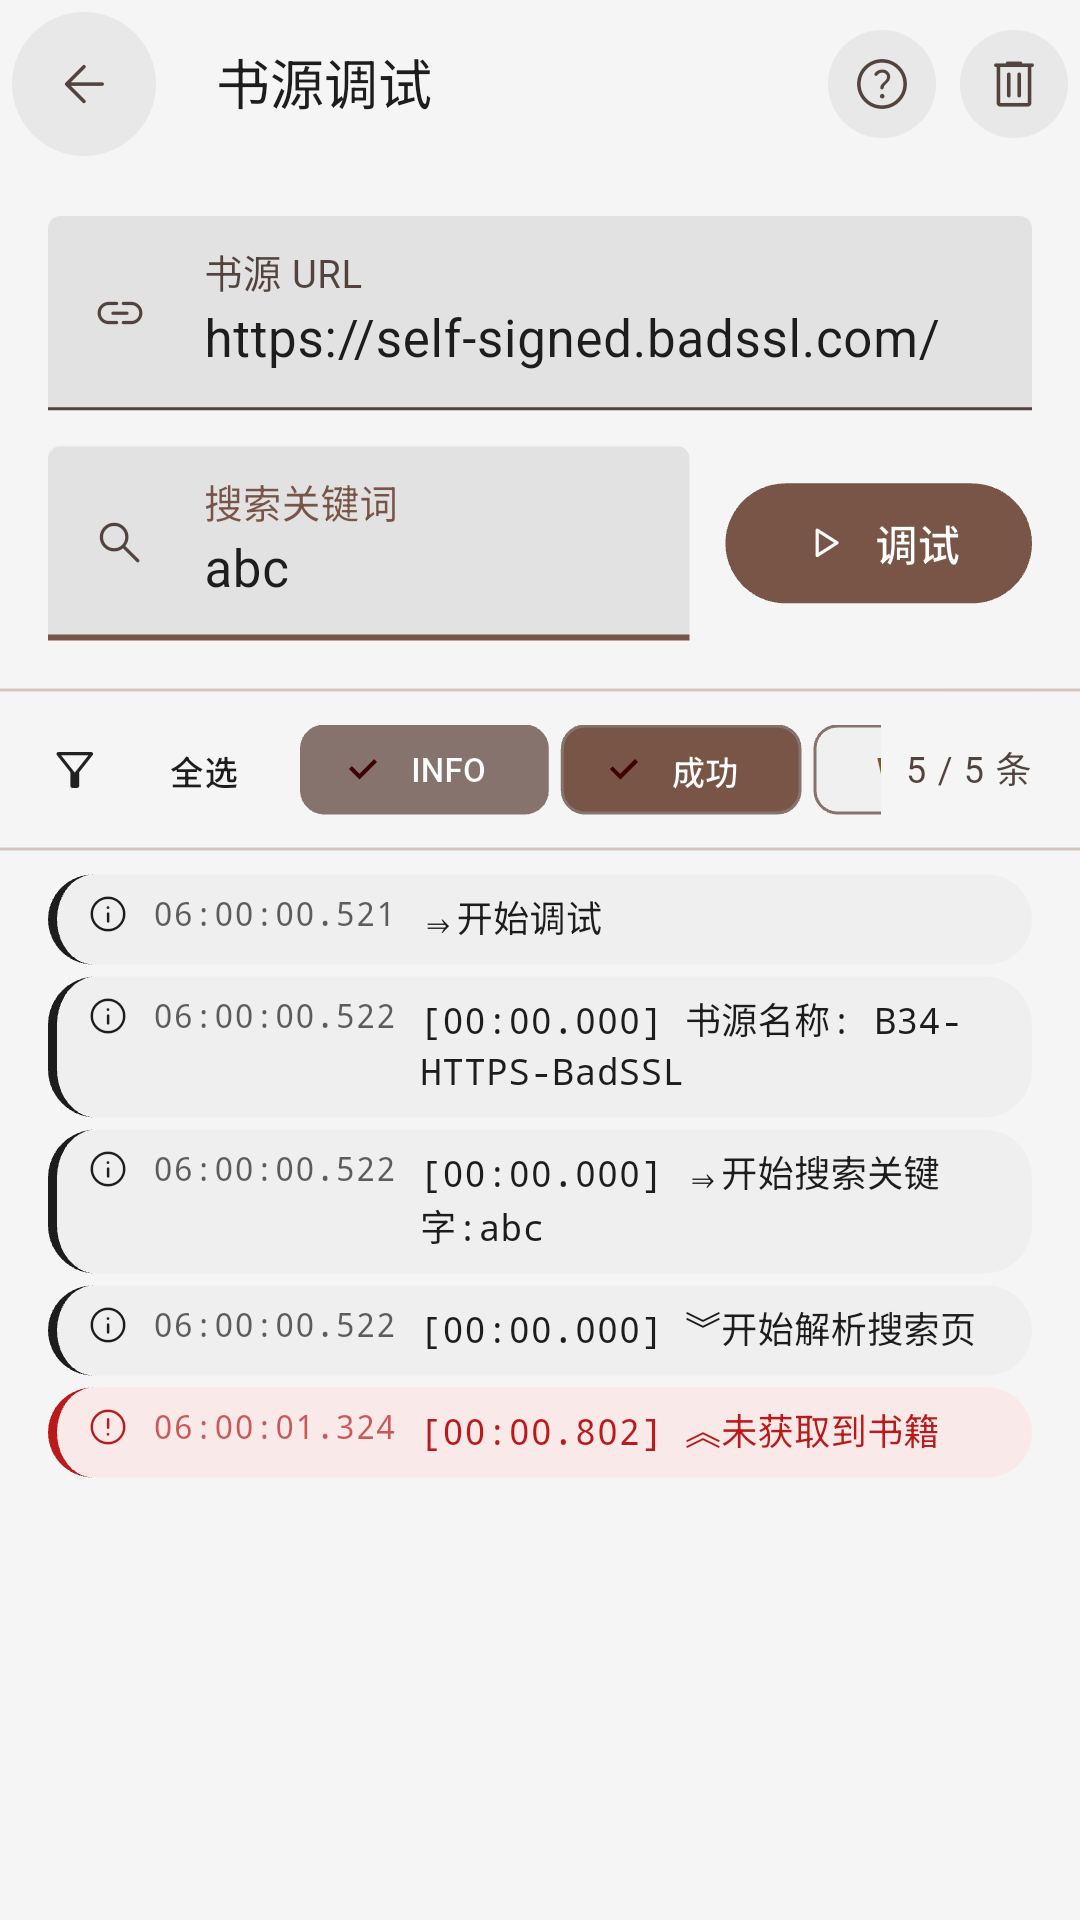 书源调试
书源 URL
https://self-signed.badssl.com/
搜索关键词
abc
调试
全选
INFO
成功
5 / 5 条
06:00:00.521 ⇒开始调试
06:00:00.522 [00:00.000] 书源名称: B34-
HTTPS-BadSSL
06:00:00.522 [00:00.000] ⇒开始搜索关键
字:abc
06:00:00.522 [00:00.000] ︾开始解析搜索页
06:00:01.324 [00:00.802] ︽未获取到书籍